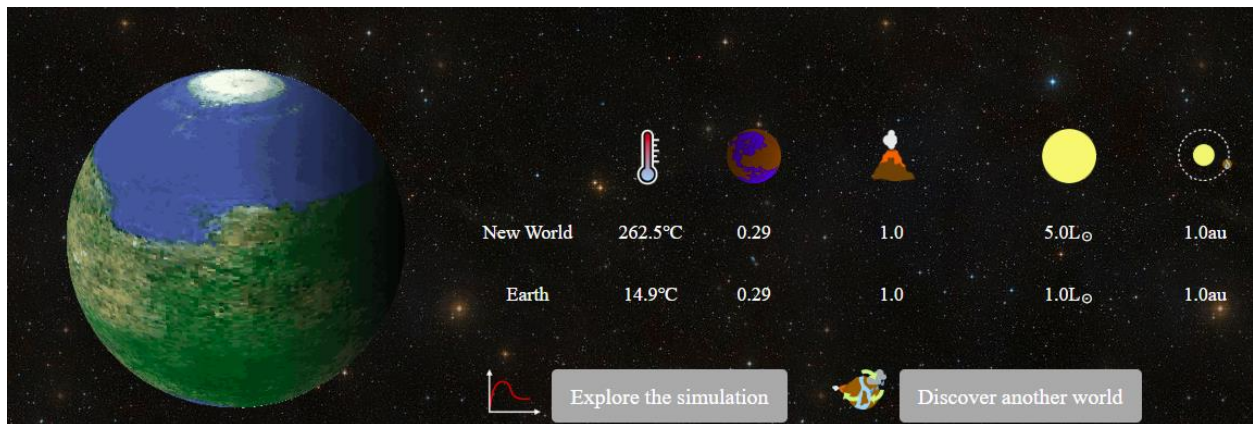 New World 262.5℃ 0.29 1.0 5.0L⊙ 1.0au
Earth 14.9℃ 0.29 1.0 1.0L⊙ 1.0au
Explore the simulation Discover another world